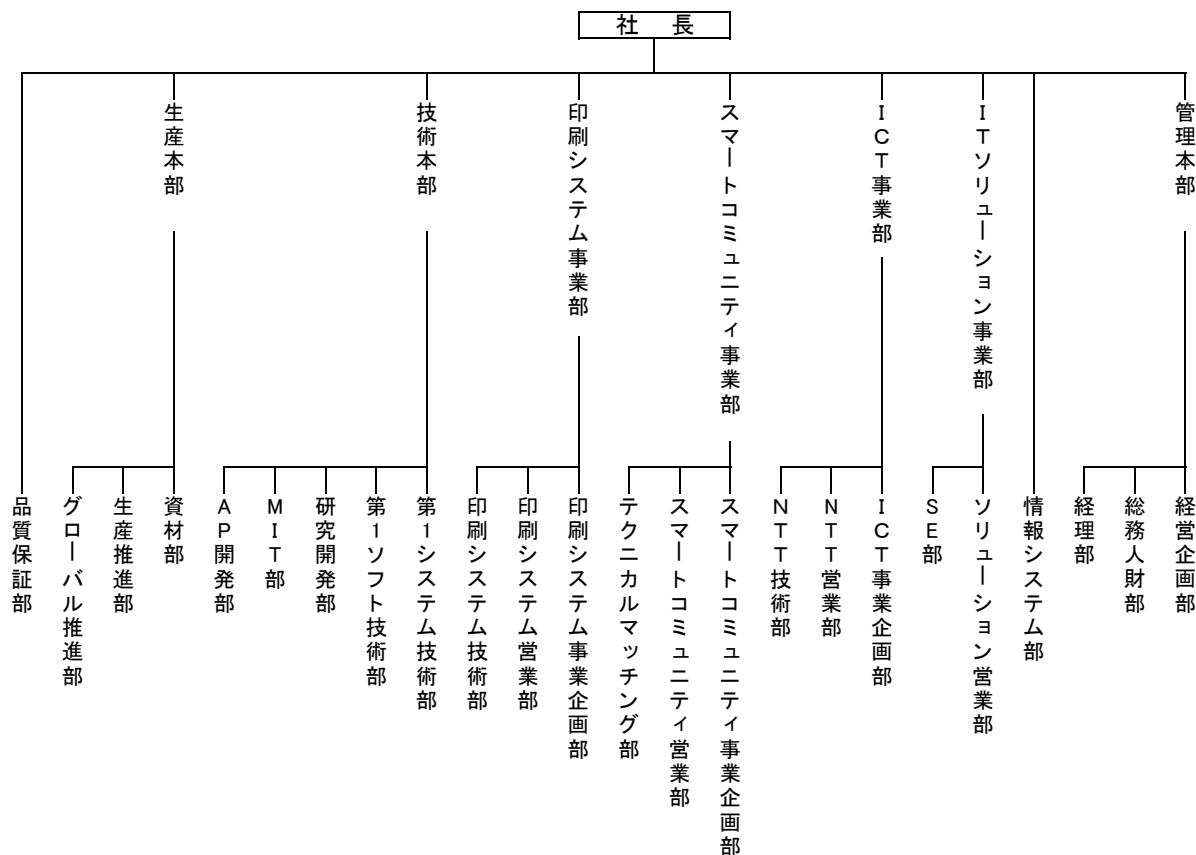 社　長
管理本部
ITソリューション事業部
ICT事業部
スマートコミュニティ事業部
印刷システム事業部
技術本部
生産本部
経営企画部
総務人財部
経理部
情報システム部
ソリューション営業部
SE部
ICT事業企画部
NTT営業部
NTT技術部
スマートコミュニティ事業企画部
スマートコミュニティ営業部
テクニカルマッチング部
印刷システム事業企画部
印刷システム営業部
印刷システム技術部
第1システム技術部
第1ソフト技術部
研究開発部
MIT部
AP開発部
資材部
生産推進部
グローバル推進部
品質保証部